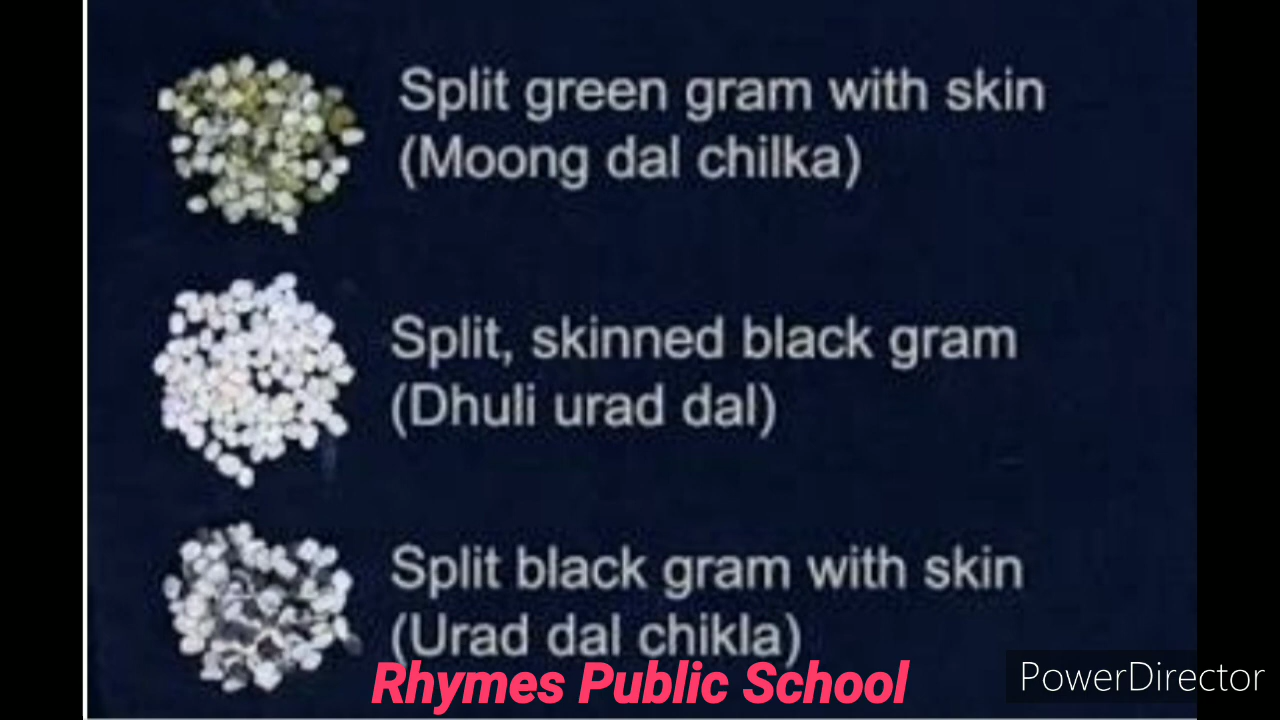 Split green gram with skin
(Moong dal chilka)
Split, skinned black gram
(Dhuli urad dal)
Split black gram with skin
(Urad dal chikla)
Rhymes Public School
PowerDirector